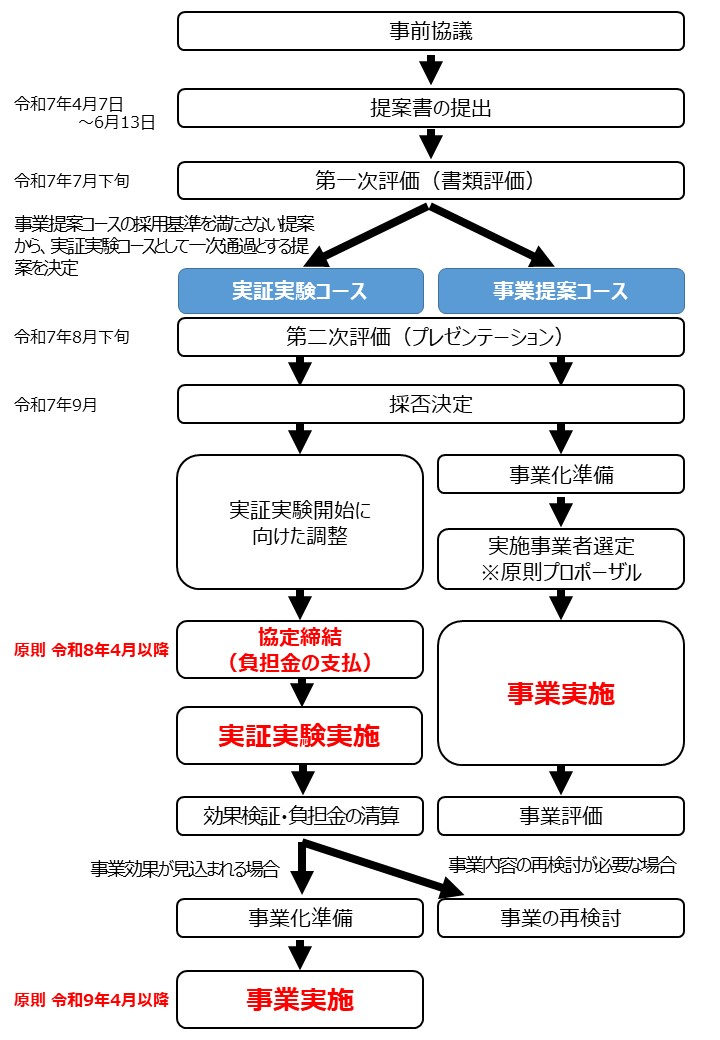 事前協議
令和7年4月7日
～6月13日
提案書の提出
令和7年7月下旬
第一次評価（書類評価）
事業提案コースの採用基準を満たさない提案
から、実証実験コースとして一次通過とする提
案を決定
実証実験コース
事業提案コース
令和7年8月下旬
第二次評価（プレゼンテーション）
令和7年9月
採否決定
実証実験開始に
向けた調整
事業化準備
実施事業者選定
※原則プロポーザル
原則 令和8年4月以降
協定締結
（負担金の支払）
事業実施
実証実験実施
効果検証・負担金の清算
事業評価
事業効果が見込まれる場合
事業内容の再検討が必要な場合
事業化準備
事業の再検討
原則 令和9年4月以降
事業実施